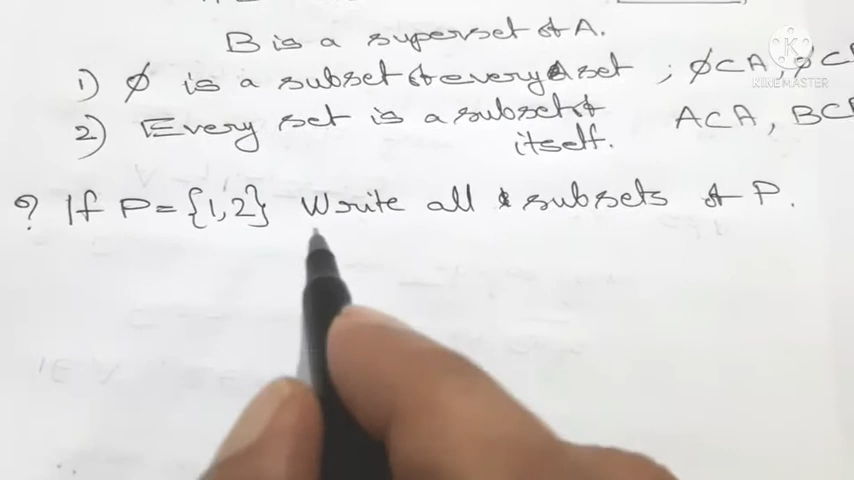 B is a superset of A.
1) ϕ is a subset of every set ; ϕ⊂A, ϕ⊂
2) Every set is a subset of itself. A⊂A, B⊂
? If P = {1,2} Write all subsets of P.
KINEMASTER